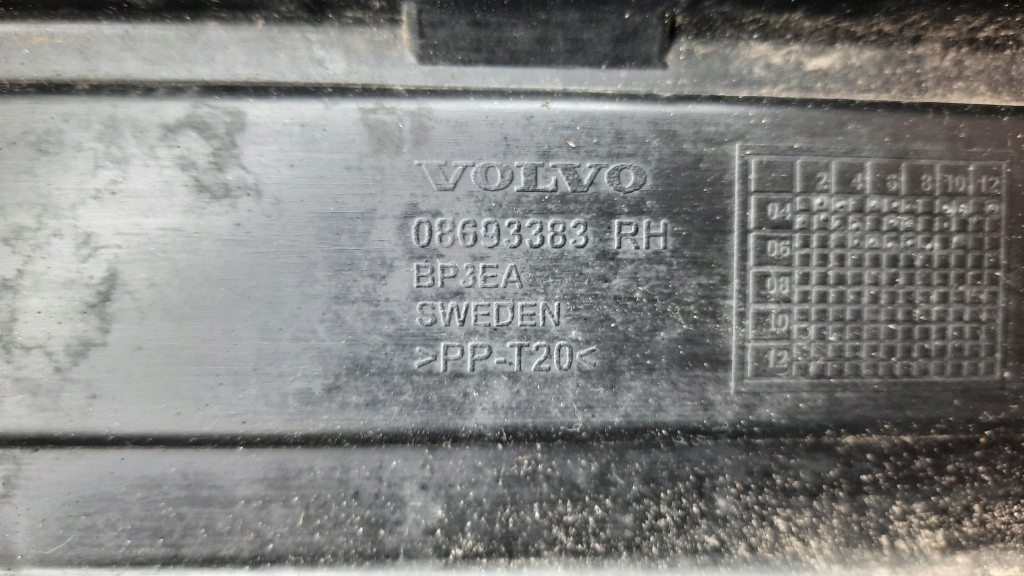 VOLVO
08693383 RH
BP3EA
SWEDEN
>PP-T20<
2 4 6 8 10 12
04
06
08
10
12